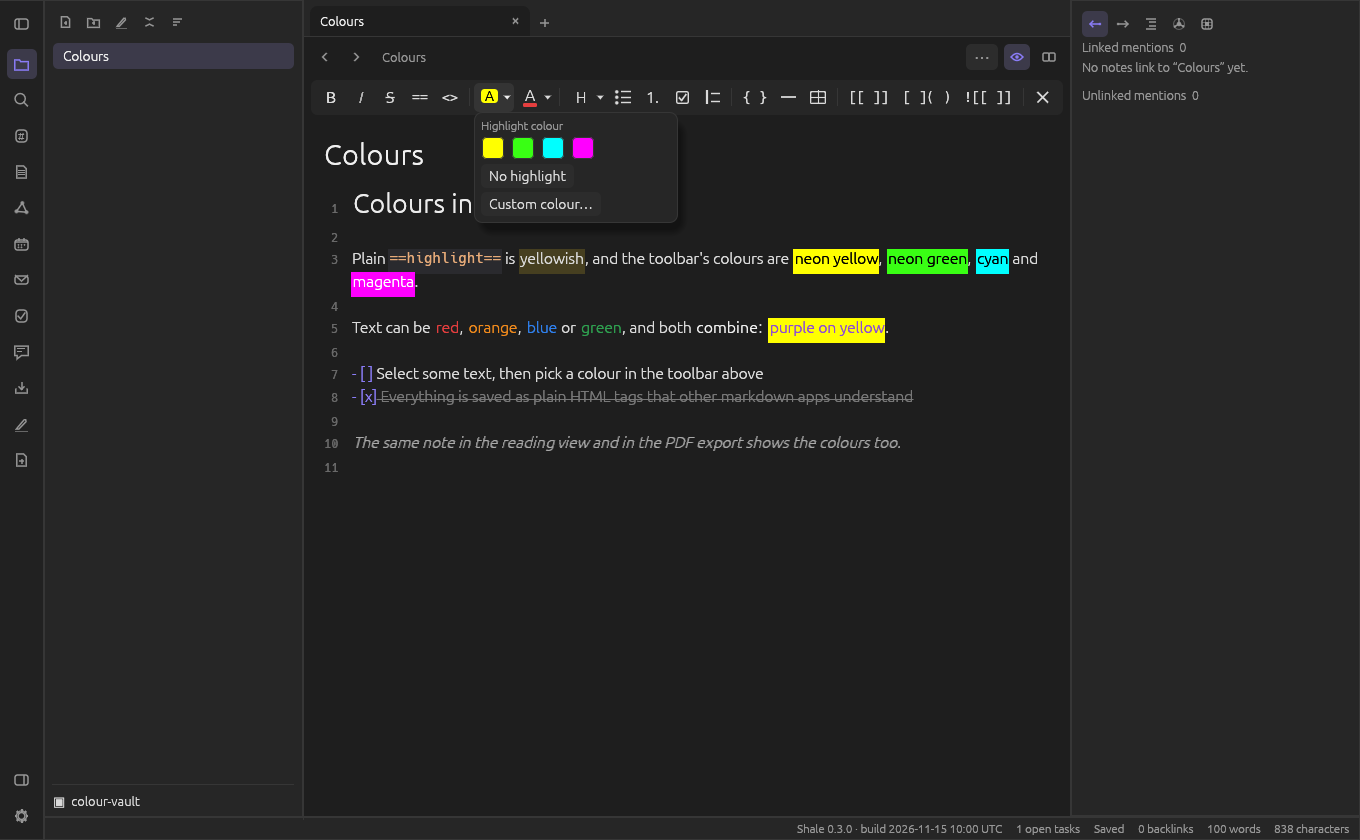 Colours
Colours
Colours
B I S == <> A A H 1. { } [[ ]] [ ]( ) ![[ ]]
Highlight colour
No highlight
Custom colour…
Colours
1 Colours in
2
3 Plain ==highlight== is yellowish, and the toolbar's colours are neon yellow, neon green, cyan and
magenta.
4
5 Text can be red, orange, blue or green, and both combine: purple on yellow.
6
7 - [ ] Select some text, then pick a colour in the toolbar above
8 - [x] Everything is saved as plain HTML tags that other markdown apps understand
9
10 The same note in the reading view and in the PDF export shows the colours too.
11
Linked mentions 0
No notes link to “Colours” yet.
Unlinked mentions 0
colour-vault
Shale 0.3.0 · build 2026-11-15 10:00 UTC 1 open tasks Saved 0 backlinks 100 words 838 characters